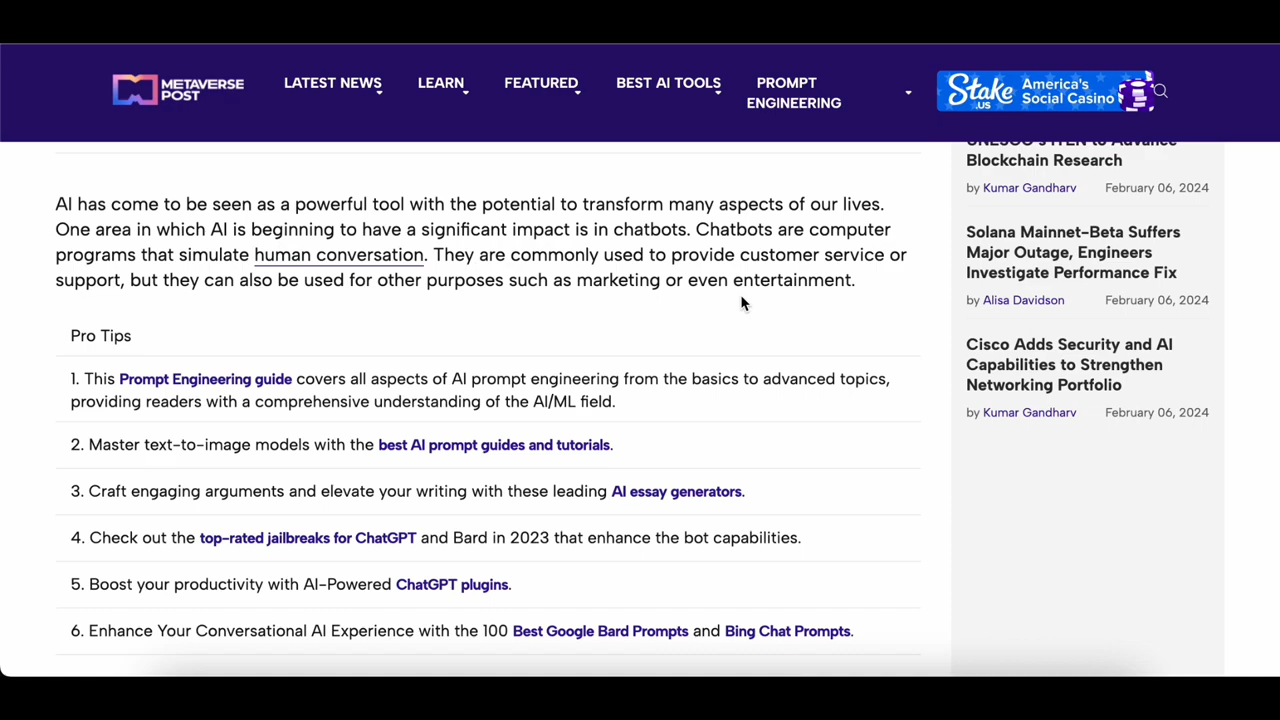 METAVERSE POST
LATEST NEWS
LEARN
FEATURED
BEST AI TOOLS
PROMPT ENGINEERING
Stake.US America's Social Casino
AI has come to be seen as a powerful tool with the potential to transform many aspects of our lives.
One area in which AI is beginning to have a significant impact is in chatbots. Chatbots are computer
programs that simulate human conversation. They are commonly used to provide customer service or
support, but they can also be used for other purposes such as marketing or even entertainment.
Pro Tips
1. This Prompt Engineering guide covers all aspects of AI prompt engineering from the basics to advanced topics,
providing readers with a comprehensive understanding of the AI/ML field.
2. Master text-to-image models with the best AI prompt guides and tutorials.
3. Craft engaging arguments and elevate your writing with these leading AI essay generators.
4. Check out the top-rated jailbreaks for ChatGPT and Bard in 2023 that enhance the bot capabilities.
5. Boost your productivity with AI-Powered ChatGPT plugins.
6. Enhance Your Conversational AI Experience with the 100 Best Google Bard Prompts and Bing Chat Prompts.
to Advance
Blockchain Research
by Kumar Gandharv February 06, 2024
Solana Mainnet-Beta Suffers
Major Outage, Engineers
Investigate Performance Fix
by Alisa Davidson February 06, 2024
Cisco Adds Security and AI
Capabilities to Strengthen
Networking Portfolio
by Kumar Gandharv February 06, 2024